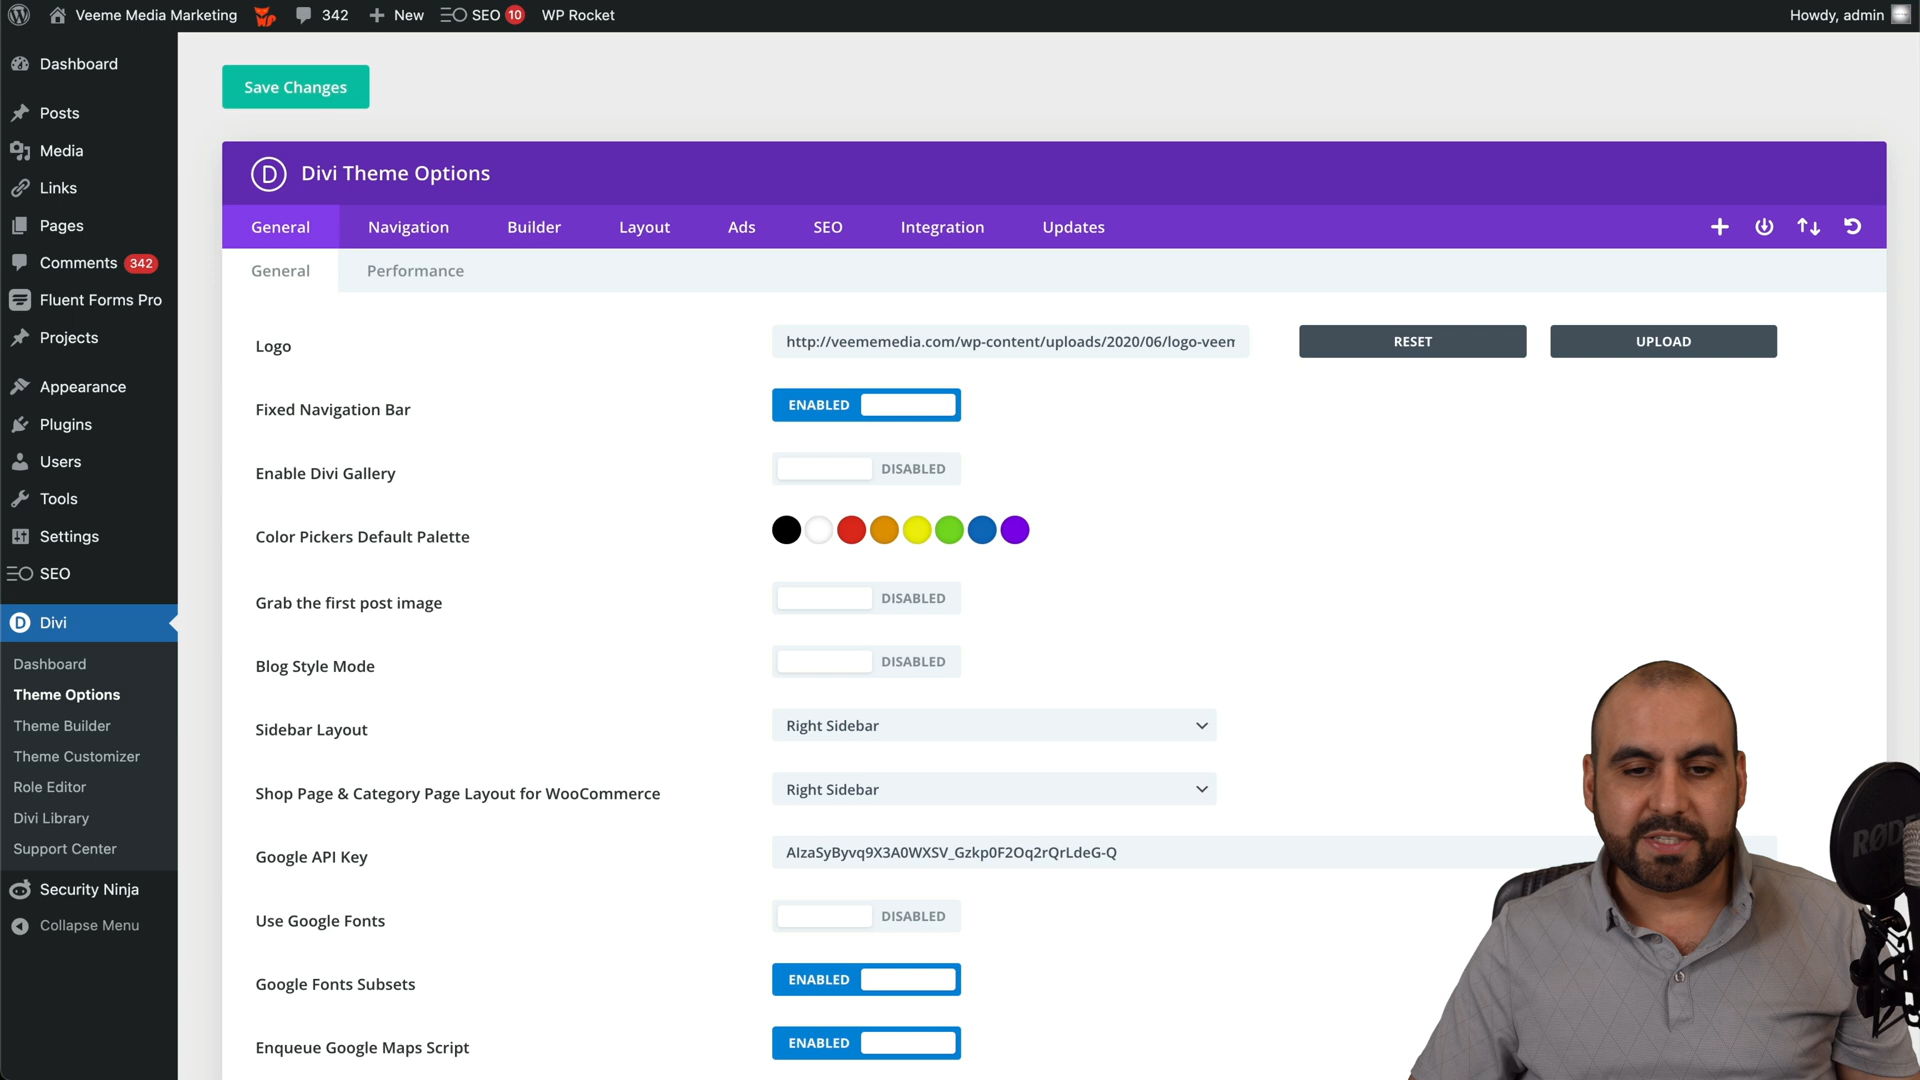 Veeme Media Marketing 342 New SEO 10 WP Rocket Howdy, admin
Dashboard
Posts
Media
Links
Pages
Comments 342
Fluent Forms Pro
Projects
Appearance
Plugins
Users
Tools
Settings
SEO
Divi
Dashboard
Theme Options
Theme Builder
Theme Customizer
Role Editor
Divi Library
Support Center
Security Ninja
Collapse Menu
Save Changes
D Divi Theme Options
General Navigation Builder Layout Ads SEO Integration Updates
General Performance
Logo http://veememedia.com/wp-content/uploads/2020/06/logo-veen RESET UPLOAD
Fixed Navigation Bar ENABLED
Enable Divi Gallery DISABLED
Color Pickers Default Palette
Grab the first post image DISABLED
Blog Style Mode DISABLED
Sidebar Layout Right Sidebar
Shop Page & Category Page Layout for WooCommerce Right Sidebar
Google API Key AIzaSyByvq9X3A0WXSV_Gzkp0F2Oq2rQrLdeG-Q
Use Google Fonts DISABLED
Google Fonts Subsets ENABLED
Enqueue Google Maps Script ENABLED
RØDE